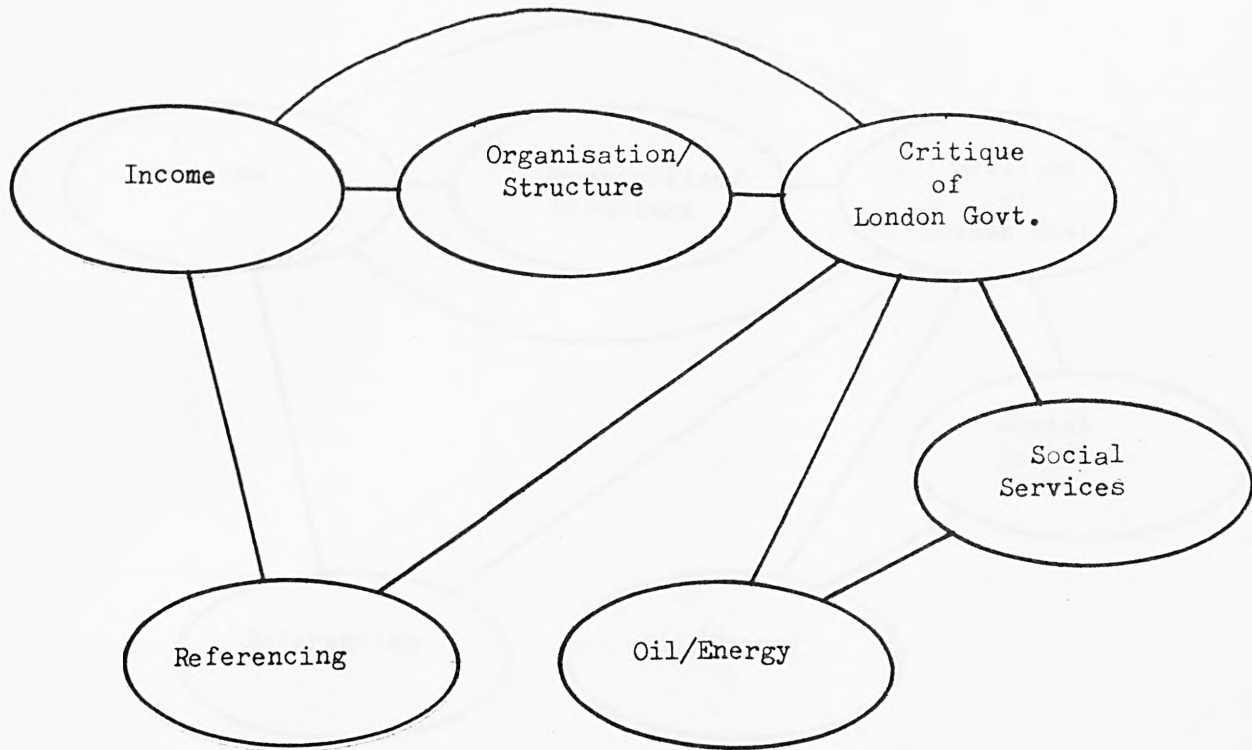 Income
Organisation/
Structure
Critique
of
London Govt.
Social
Services
Referencing
Oil/Energy